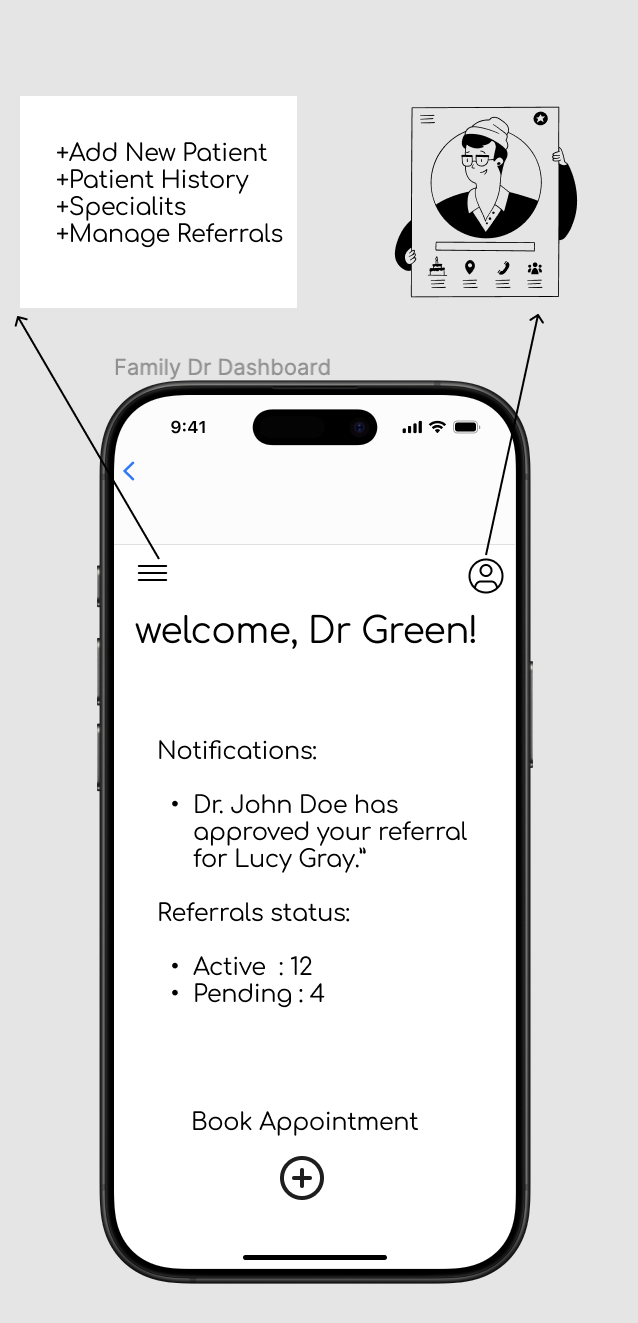 +Add New Patient
+Patient History
+Specialits
+Manage Referrals
Family Dr Dashboard
9:41
welcome, Dr Green!
Notifications:
• Dr. John Doe has
approved your referral
for Lucy Gray.”
Referrals status:
• Active : 12
• Pending : 4
Book Appointment